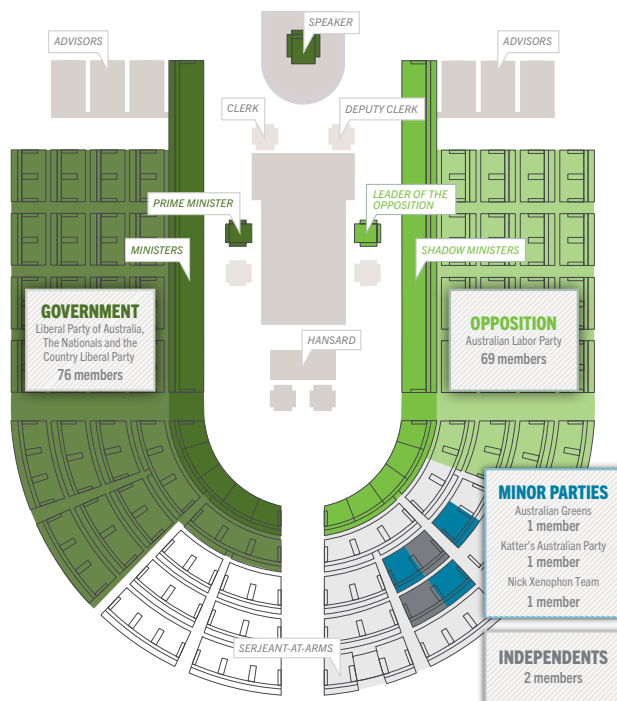 SPEAKER
ADVISORS
ADVISORS
CLERK
DEPUTY CLERK
PRIME MINISTER
LEADER OF THE
OPPOSITION
MINISTERS
SHADOW MINISTERS
GOVERNMENT
Liberal Party of Australia,
The Nationals and the
Country Liberal Party
76 members
OPPOSITION
Australian Labor Party
69 members
HANSARD
MINOR PARTIES
Australian Greens
1 member
Katter's Australian Party
1 member
Nick Xenophon Team
1 member
SERJEANT-AT-ARMS
INDEPENDENTS
2 members